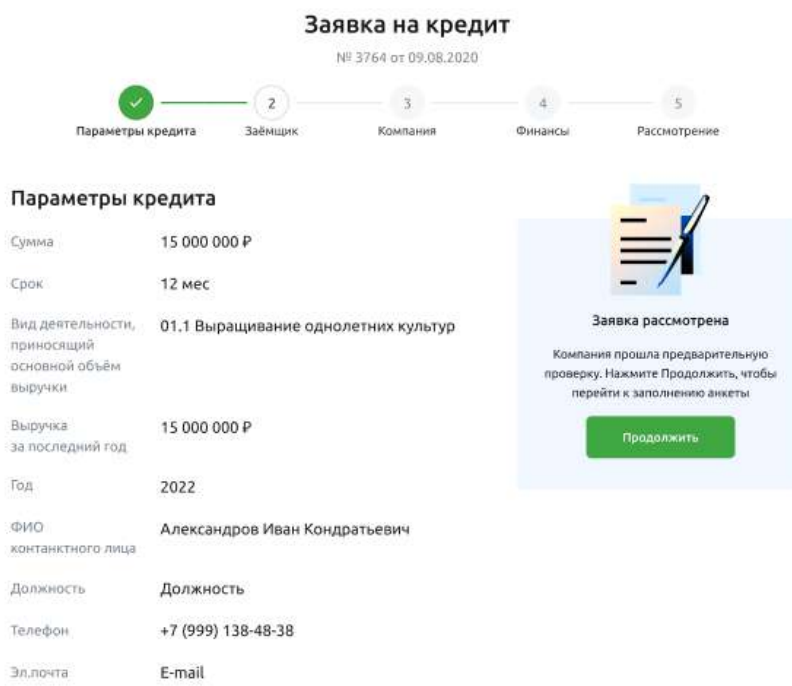 Заявка на кредит
№ 3764 от 09.08.2020
2
3
4
5
Параметры кредита
Заёмщик
Компания
Финансы
Рассмотрение
Параметры кредита
Сумма
15 000 000 ₽
Срок
12 мес
Вид деятельности,
приносящий
основной объём
выручки
01.1 Выращивание однолетних культур
Выручка
за последний год
15 000 000 ₽
Год
2022
ФИО
контанктного лица
Александров Иван Кондратьевич
Должность
Должность
Телефон
+7 (999) 138-48-38
Эл.почта
E-mail
Заявка рассмотрена
Компания прошла предварительную
проверку. Нажмите Продолжить, чтобы
перейти к заполнению анкеты
Продолжить